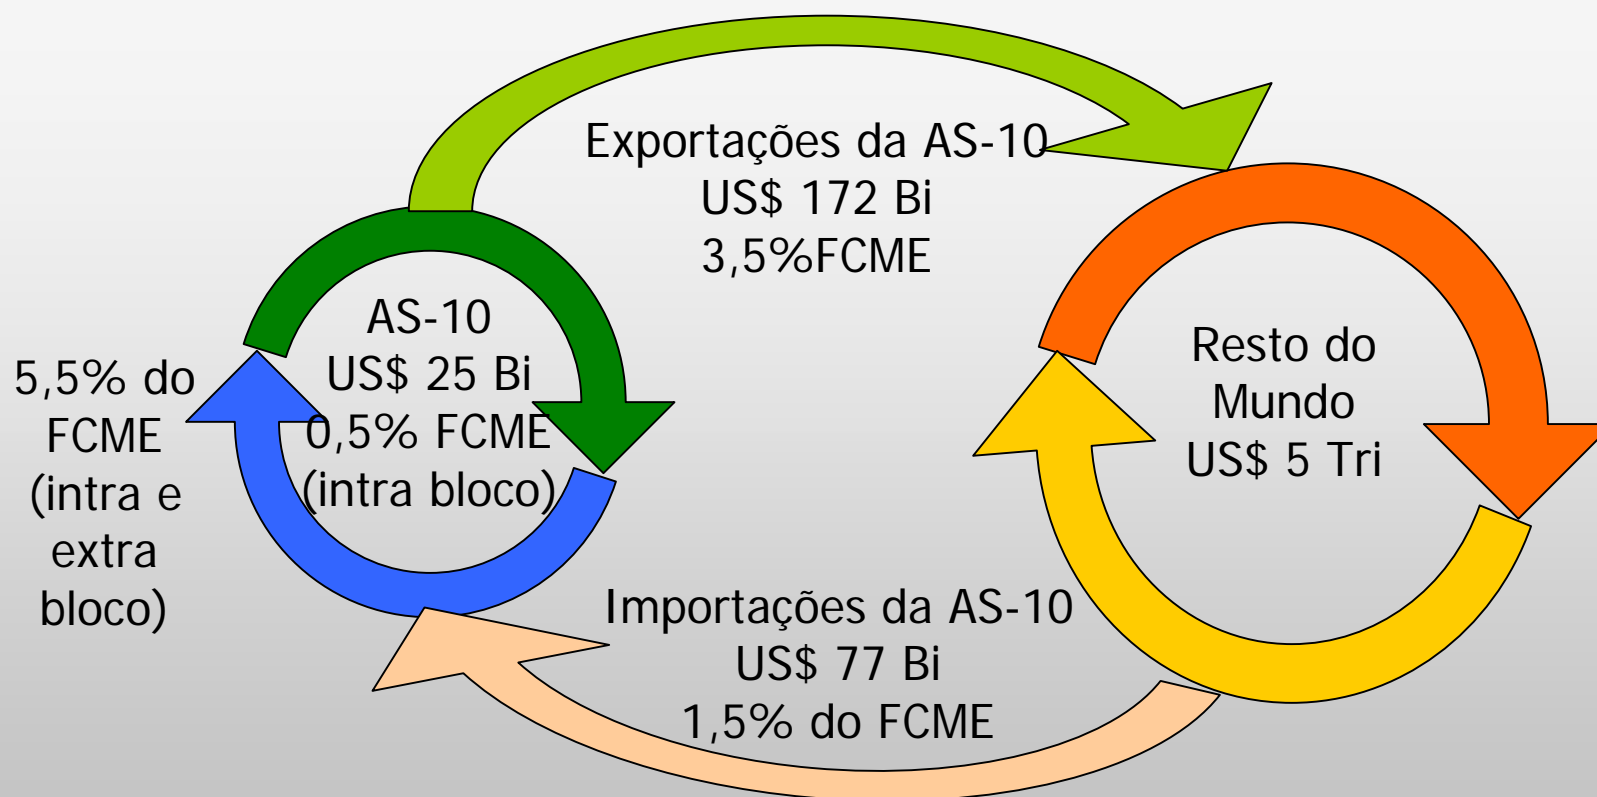 Exportações da AS-10
US$ 172 Bi
3,5%FCME
AS-10
US$ 25 Bi
0,5% FCME
(intra bloco)
5,5% do
FCME
(intra e
extra
bloco)
Resto do
Mundo
US$ 5 Tri
Importações da AS-10
US$ 77 Bi
1,5% do FCME